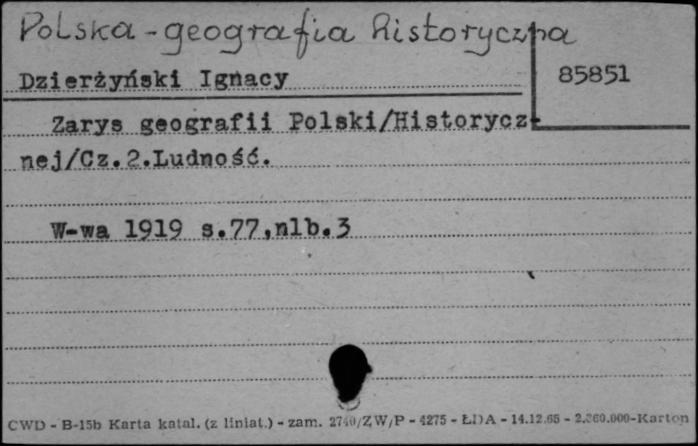 Polska - geografia historyczna
Dzierżyński Ignacy
85851
Zarys geografii Polski/Historycz-
nej/Cz.2.Ludność.
W-wa 1919 s.77,nlb.3
CWD - B-15b Karta katal. (z liniat.) - zam. 2740/ZW/P - 4275 - ŁDA - 14.12.65 - 2.360.000-Karton